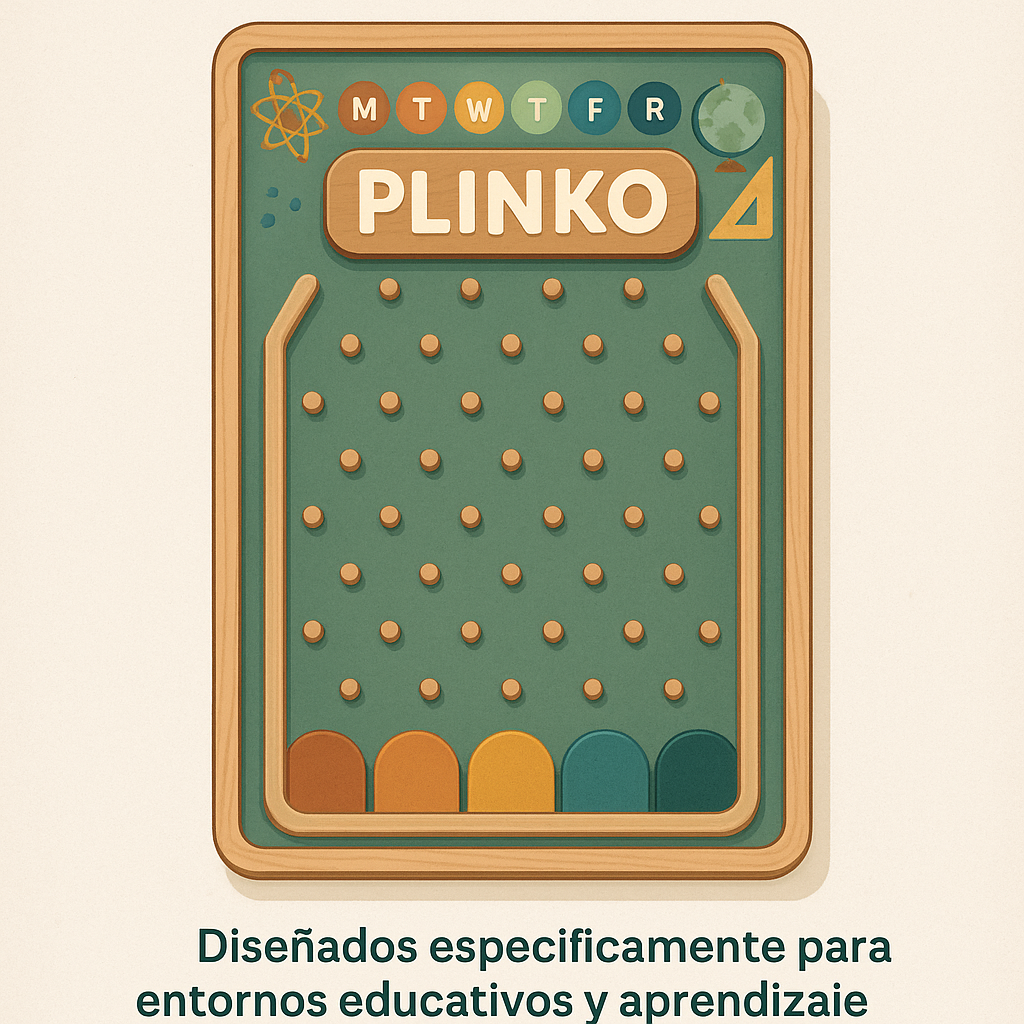 M T W T F R
PLINKO
Diseñados especificamente para
entornos educativos y aprendizaie